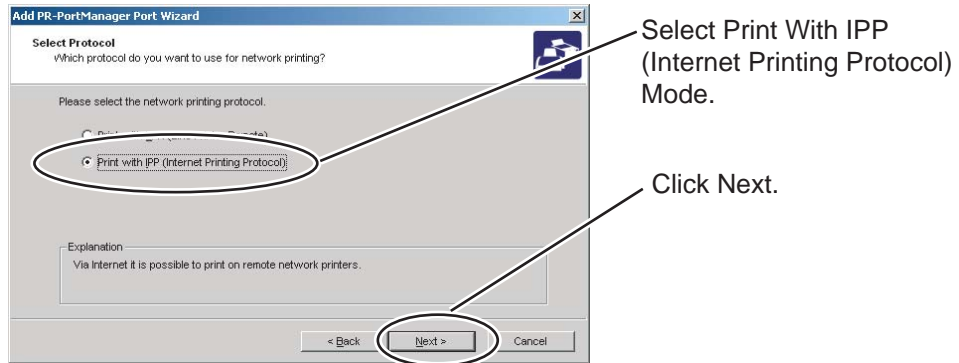 Add PR-PortManager Port Wizard
Select Protocol
Which protocol do you want to use for network printing?
Please select the network printing protocol.
Print with IPP (Internet Printing Protocol)
Explanation
Via Internet it is possible to print on remote network printers.
< Back
Next >
Cancel
Select Print With IPP
(Internet Printing Protocol)
Mode.
Click Next.